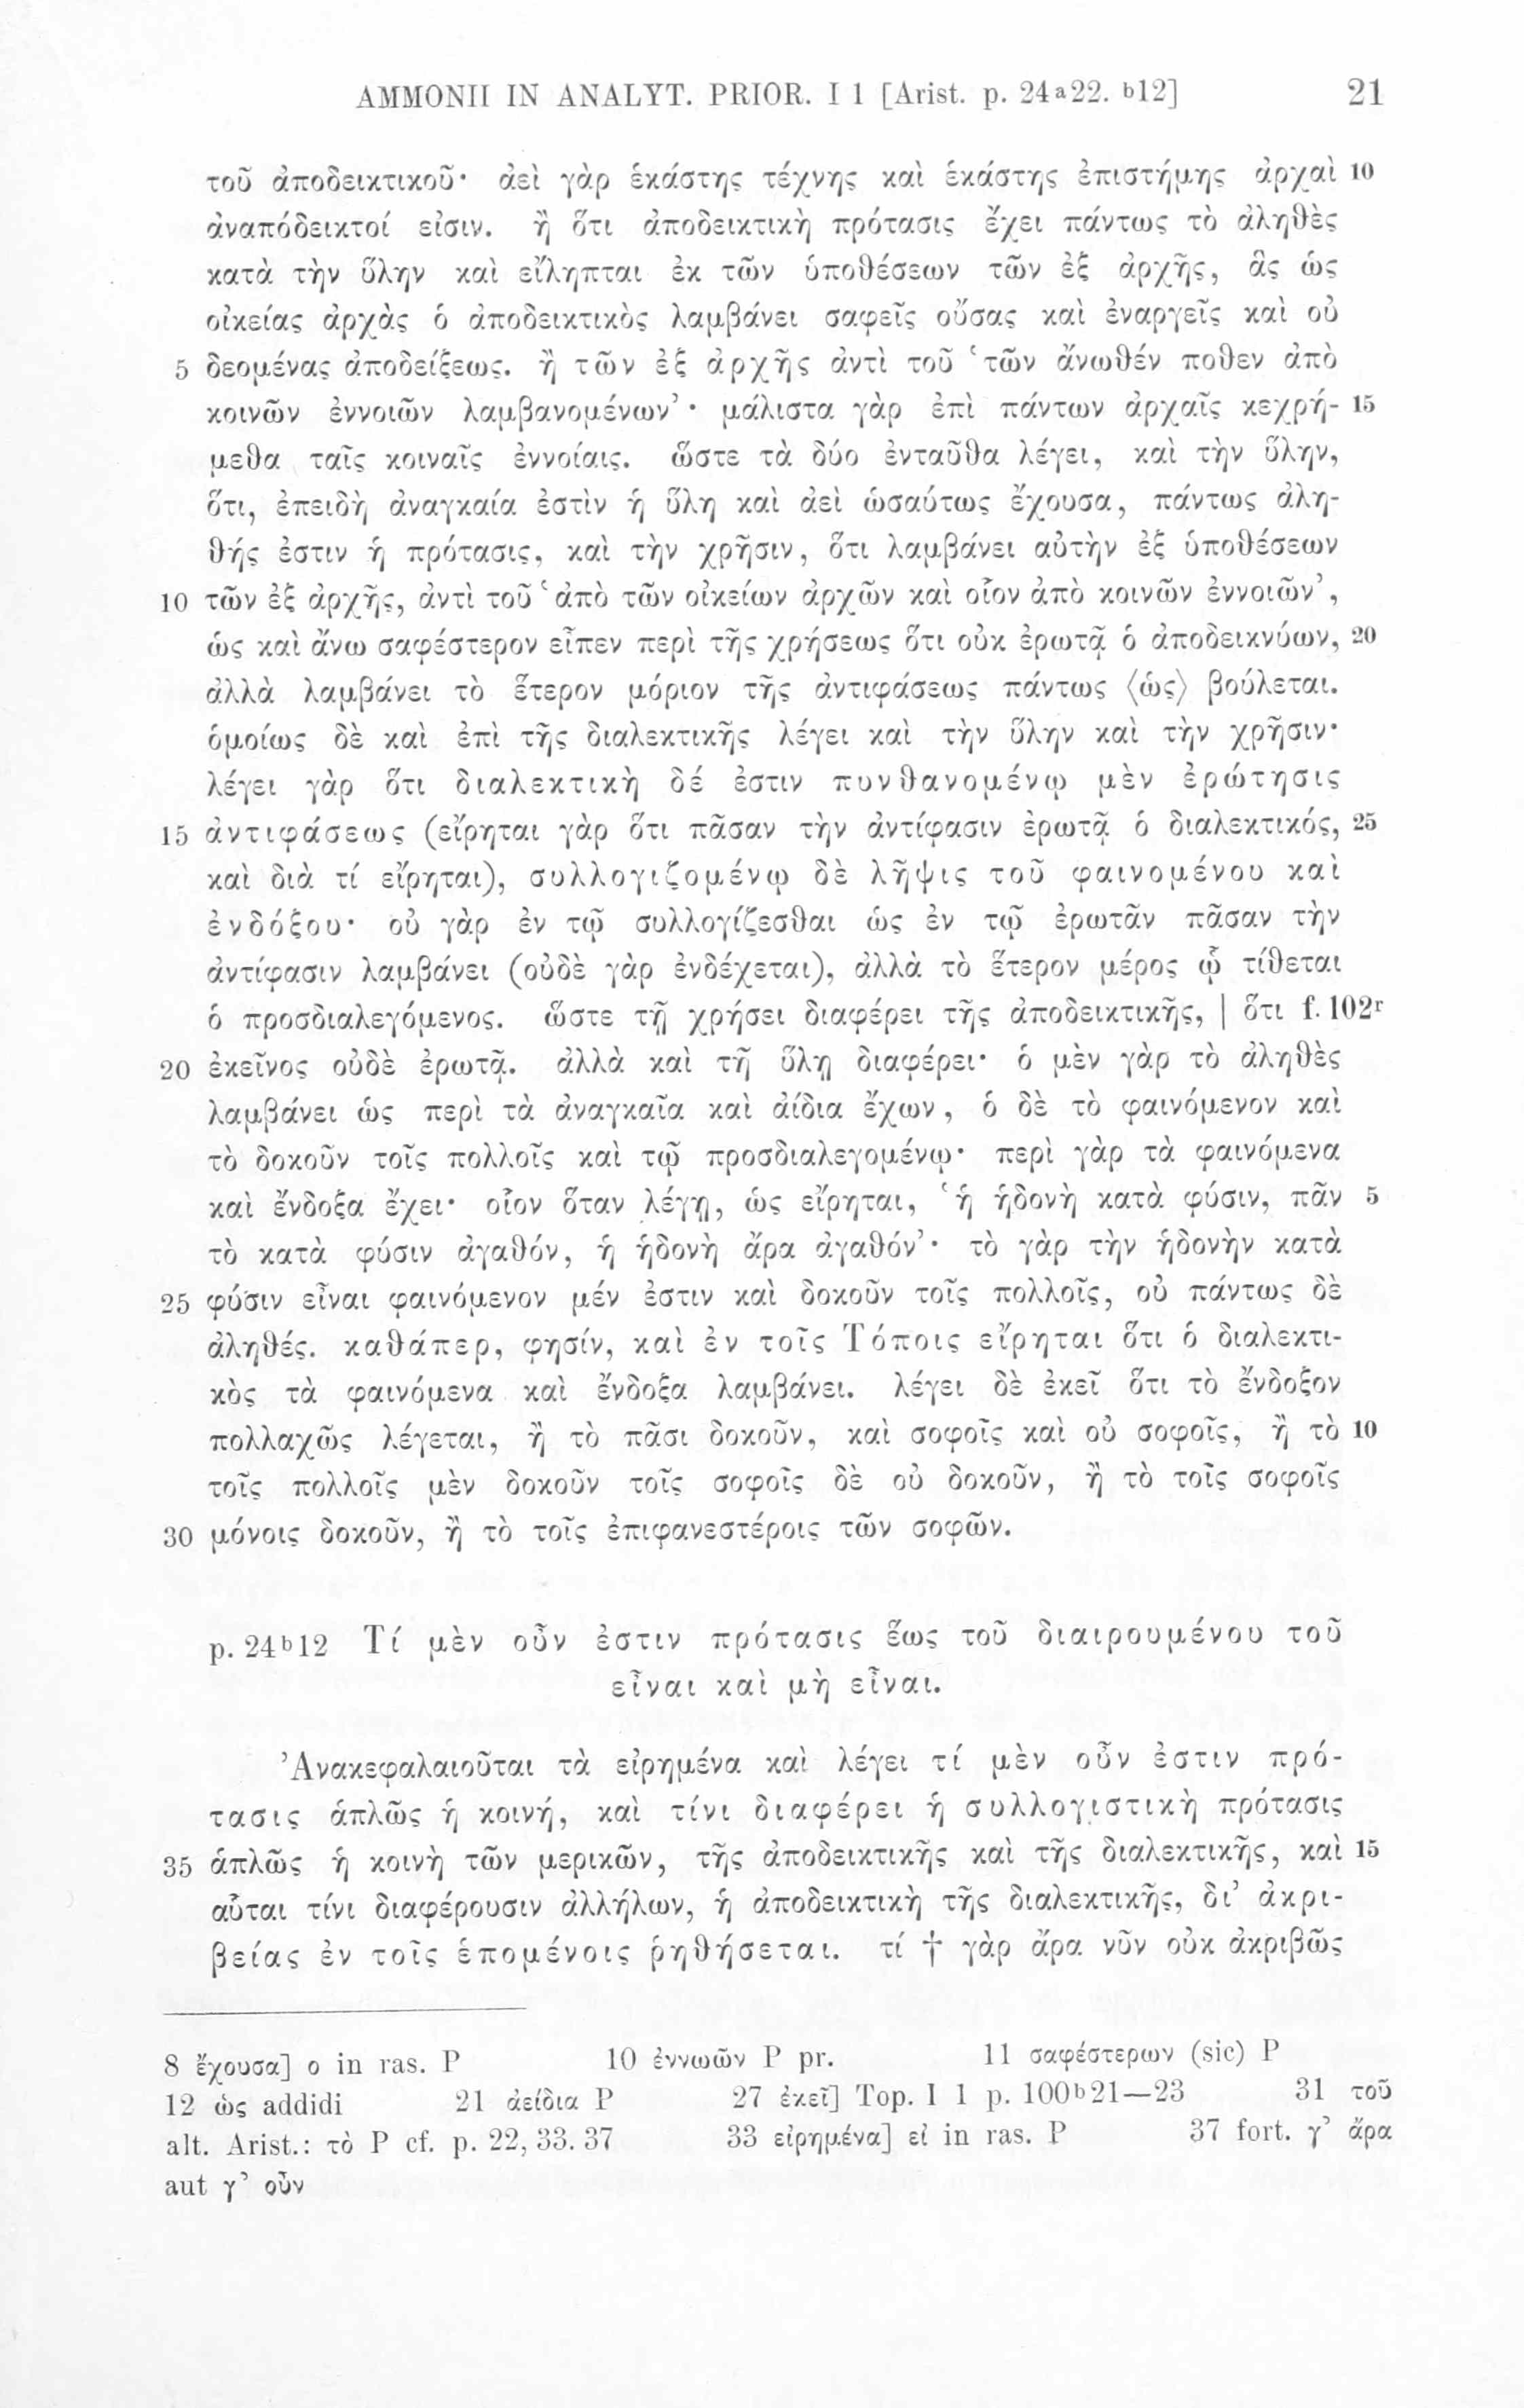 AMMONII IN ANALYT. PRIOR. I 1 [Arist. p. 24a22. b12] 21
τοῦ ἀποδεικτικοῦ· ἀεὶ γὰρ ἑκάστης τέχνης καὶ ἑκάστης ἐπιστήμης ἀρχαὶ 10
ἀναπόδεικτοί εἰσιν. ἢ ὅτι ἀποδεικτικὴ πρότασις ἔχει πάντως τὸ ἀληθὲς
κατὰ τὴν ὕλην καὶ εἴληπται ἐκ τῶν ὑποθέσεων τῶν ἐξ ἀρχῆς, ἃς ὡς
οἰκείας ἀρχὰς ὁ ἀποδεικτικὸς λαμβάνει σαφεῖς οὔσας καὶ ἐναργεῖς καὶ οὐ
5 δεομένας ἀποδείξεως. ἢ τῶν ἐξ ἀρχῆς ἀντὶ τοῦ ‘τῶν ἄνωθέν ποθεν ἀπὸ
κοινῶν ἐννοιῶν λαμβανομένων’· μάλιστα γὰρ ἐπὶ πάντων ἀρχαῖς κεχρή- 15
μεθα ταῖς κοιναῖς ἐννοίαις. ὥστε τὰ δύο ἐνταῦθα λέγει, καὶ τὴν ὕλην,
ὅτι, ἐπειδὴ ἀναγκαία ἐστὶν ἡ ὕλη καὶ ἀεὶ ὡσαύτως ἔχουσα, πάντως ἀλη-
θής ἐστιν ἡ πρότασις, καὶ τὴν χρῆσιν, ὅτι λαμβάνει αὐτὴν ἐξ ὑποθέσεων
10 τῶν ἐξ ἀρχῆς, ἀντὶ τοῦ ‘ἀπὸ τῶν οἰκείων ἀρχῶν καὶ οἷον ἀπὸ κοινῶν ἐννοιῶν’,
ὡς καὶ ἄνω σαφέστερον εἶπεν περὶ τῆς χρήσεως ὅτι οὐκ ἐρωτᾷ ὁ ἀποδεικνύων, 20
ἀλλὰ λαμβάνει τὸ ἕτερον μόριον τῆς ἀντιφάσεως πάντως ⟨ὡς⟩ βούλεται.
ὁμοίως δὲ καὶ ἐπὶ τῆς διαλεκτικῆς λέγει καὶ τὴν ὕλην καὶ τὴν χρῆσιν·
λέγει γὰρ ὅτι διαλεκτικὴ δέ ἐστιν πυνθανομένῳ μὲν ἐρώτησις
15 ἀντιφάσεως (εἴρηται γὰρ ὅτι πᾶσαν τὴν ἀντίφασιν ἐρωτᾷ ὁ διαλεκτικός, 25
καὶ διὰ τί εἴρηται), συλλογιζομένῳ δὲ λῆψις τοῦ φαινομένου καὶ
ἐνδόξου· οὐ γὰρ ἐν τῷ συλλογίζεσθαι ὡς ἐν τῷ ἐρωτᾶν πᾶσαν τὴν
ἀντίφασιν λαμβάνει (οὐδὲ γὰρ ἐνδέχεται), ἀλλὰ τὸ ἕτερον μέρος ᾧ τίθεται
ὁ προσδιαλεγόμενος. ὥστε τῇ χρήσει διαφέρει τῆς ἀποδεικτικῆς, | ὅτι f. 102r
20 ἐκεῖνος οὐδὲ ἐρωτᾷ. ἀλλὰ καὶ τῇ ὕλῃ διαφέρει· ὁ μὲν γὰρ τὸ ἀληθὲς
λαμβάνει ὡς περὶ τὰ ἀναγκαῖα καὶ ἀίδια ἔχων, ὁ δὲ τὸ φαινόμενον καὶ
τὸ δοκοῦν τοῖς πολλοῖς καὶ τῷ προσδιαλεγομένῳ· περὶ γὰρ τὰ φαινόμενα
καὶ ἔνδοξα ἔχει· οἷον ὅταν λέγῃ, ὡς εἴρηται, ‘ἡ ἡδονὴ κατὰ φύσιν, πᾶν 5
τὸ κατὰ φύσιν ἀγαθόν, ἡ ἡδονὴ ἄρα ἀγαθόν’· τὸ γὰρ τὴν ἡδονὴν κατὰ
25 φύσιν εἶναι φαινόμενον μέν ἐστιν καὶ δοκοῦν τοῖς πολλοῖς, οὐ πάντως δὲ
ἀληθές. καθάπερ, φησίν, καὶ ἐν τοῖς Τόποις εἴρηται ὅτι ὁ διαλεκτι-
κὸς τὰ φαινόμενα καὶ ἔνδοξα λαμβάνει. λέγει δὲ ἐκεῖ ὅτι τὸ ἔνδοξον
πολλαχῶς λέγεται, ἢ τὸ πᾶσι δοκοῦν, καὶ σοφοῖς καὶ οὐ σοφοῖς, ἢ τὸ 10
τοῖς πολλοῖς μὲν δοκοῦν τοῖς σοφοῖς δὲ οὐ δοκοῦν, ἢ τὸ τοῖς σοφοῖς
30 μόνοις δοκοῦν, ἢ τὸ τοῖς ἐπιφανεστέροις τῶν σοφῶν.
p. 24b12 Τί μὲν οὖν ἐστιν πρότασις ἕως τοῦ διαιρουμένου τοῦ
εἶναι καὶ μὴ εἶναι.
Ἀνακεφαλαιοῦται τὰ εἰρημένα καὶ λέγει τί μὲν οὖν ἐστιν πρό-
τασις ἁπλῶς ἡ κοινή, καὶ τίνι διαφέρει ἡ συλλογιστικὴ πρότασις
35 ἁπλῶς ἡ κοινὴ τῶν μερικῶν, τῆς ἀποδεικτικῆς καὶ τῆς διαλεκτικῆς, καὶ 15
αὗται τίνι διαφέρουσιν ἀλλήλων, ἡ ἀποδεικτικὴ τῆς διαλεκτικῆς, δι’ ἀκρι-
βείας ἐν τοῖς ἑπομένοις ῥηθήσεται. τί † γὰρ ἄρα νῦν οὐκ ἀκριβῶς
8 ἔχουσα] ο in ras. P 10 ἐννωῶν P pr. 11 σαφέστερων (sic) P
12 ὡς addidi 21 ἀείδια P 27 ἐκεῖ] Top. I 1 p. 100b21—23 31 τοῦ
alt. Arist.: τὸ P cf. p. 22,33. 37 33 εἰρημένα] εἰ in ras. P 37 fort. γ’ ἄρα
aut γ’ οὖν